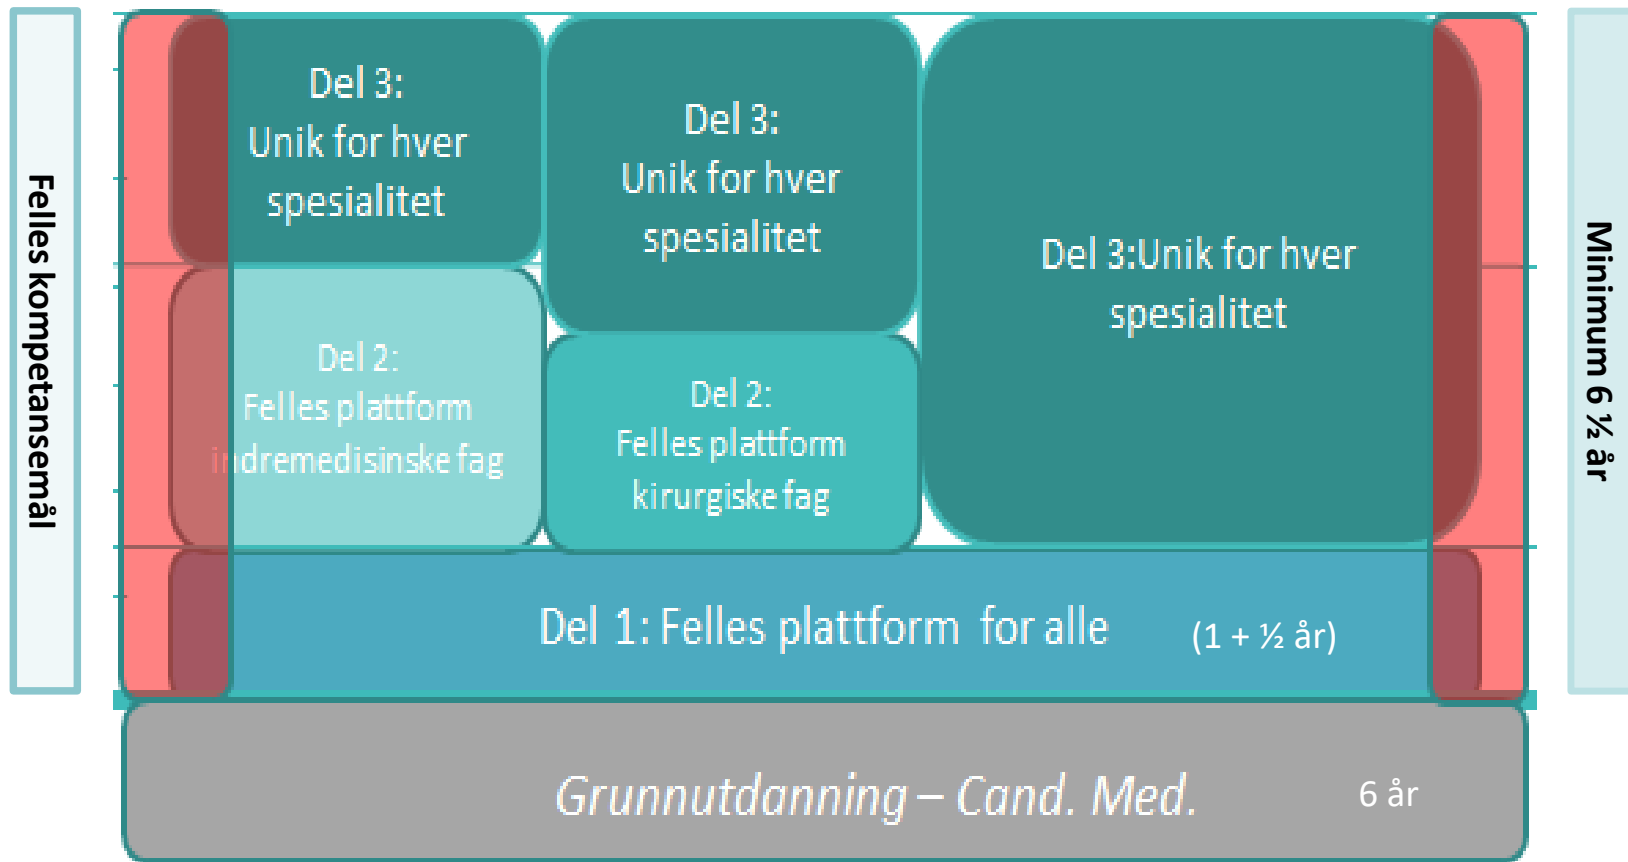 Felles kompetansemål
Del 3:
Unik for hver
spesialitet
Del 2:
Felles plattform
indremedisinske fag
Del 3:
Unik for hver
spesialitet
Del 2:
Felles plattform
kirurgiske fag
Del 3:Unik for hver
spesialitet
Minimum 6 ½ år
Del 1: Felles plattform for alle (1 + ½ år)
Grunnutdanning – Cand. Med. 6 år